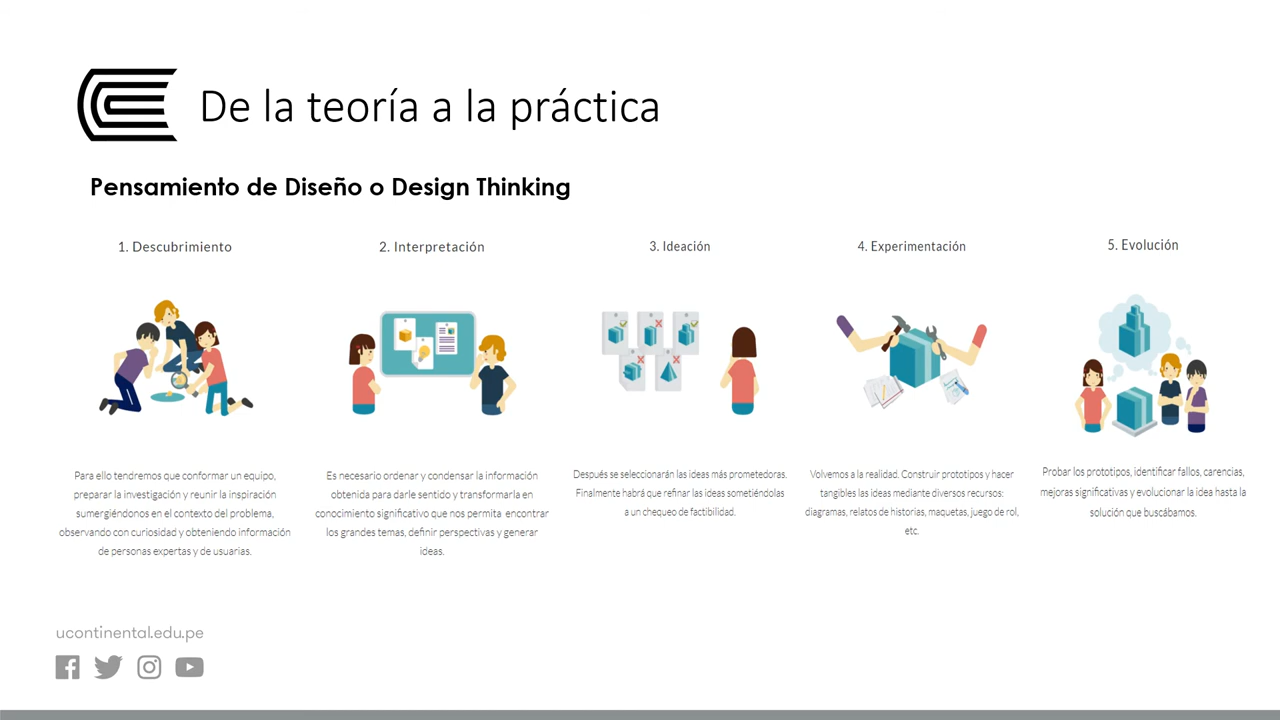 De la teoría a la práctica
Pensamiento de Diseño o Design Thinking
1. Descubrimiento
Para ello tendremos que conformar un equipo,
preparar la investigación y reunir la inspiración
sumergiéndonos en el contexto del problema,
observando con curiosidad y obteniendo información
de personas expertas y de usuarias.
2. Interpretación
Es necesario ordenar y condensar la información
obtenida para darle sentido y transformarla en
conocimiento significativo que nos permita encontrar
los grandes temas, definir perspectivas y generar
ideas.
3. Ideación
Después se seleccionarán las ideas más prometedoras.
Finalmente habrá que refinar las ideas sometiéndolas
a un chequeo de factibilidad.
4. Experimentación
Volvemos a la realidad. Construir prototipos y hacer
tangibles las ideas mediante diversos recursos:
diagramas, relatos de historias, maquetas, juego de rol,
etc.
5. Evolución
Probar los prototipos, identificar fallos, carencias,
mejoras significativas y evolucionar la idea hasta la
solución que buscábamos.
ucontinental.edu.pe